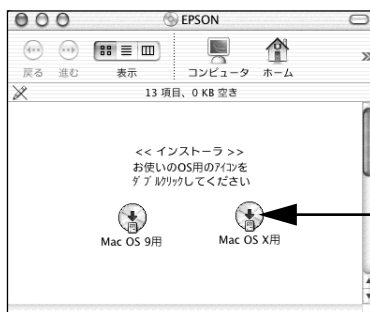 EPSON
戻る 進む 表示 コンピュータ ホーム
13 項目、0 KB 空き
<< インストーラ >>
お使いのOS用のｱｲｺﾝを
ﾀﾞﾌﾞﾙｸﾘｯｸしてください
Mac OS 9用 Mac OS X用